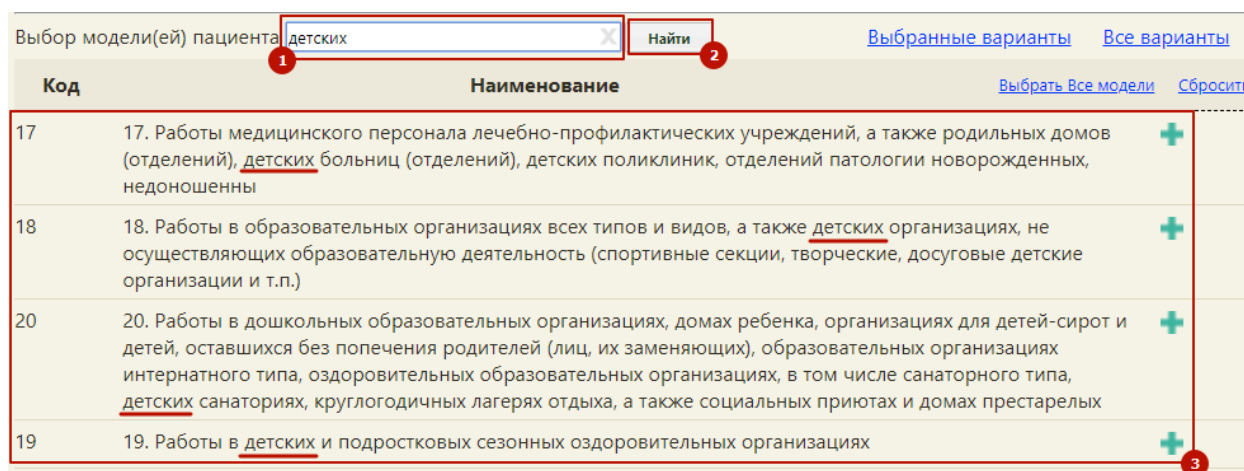 Выбор модели(ей) пациента детских X Найти Выбранные варианты Все варианты
1 2
Код Наименование Выбрать Все модели Сбросить
17 17. Работы медицинского персонала лечебно-профилактических учреждений, а также родильных домов
(отделений), детских больниц (отделений), детских поликлиник, отделений патологии новорожденных,
недоношенны
18 18. Работы в образовательных организациях всех типов и видов, а также детских организациях, не
осуществляющих образовательную деятельность (спортивные секции, творческие, досуговые детские
организации и т.п.)
20 20. Работы в дошкольных образовательных организациях, домах ребенка, организациях для детей-сирот и
детей, оставшихся без попечения родителей (лиц, их заменяющих), образовательных организациях
интернатного типа, оздоровительных образовательных организациях, в том числе санаторного типа,
детских санаториях, круглогодичных лагерях отдыха, а также социальных приютах и домах престарелых
19 19. Работы в детских и подростковых сезонных оздоровительных организациях
3